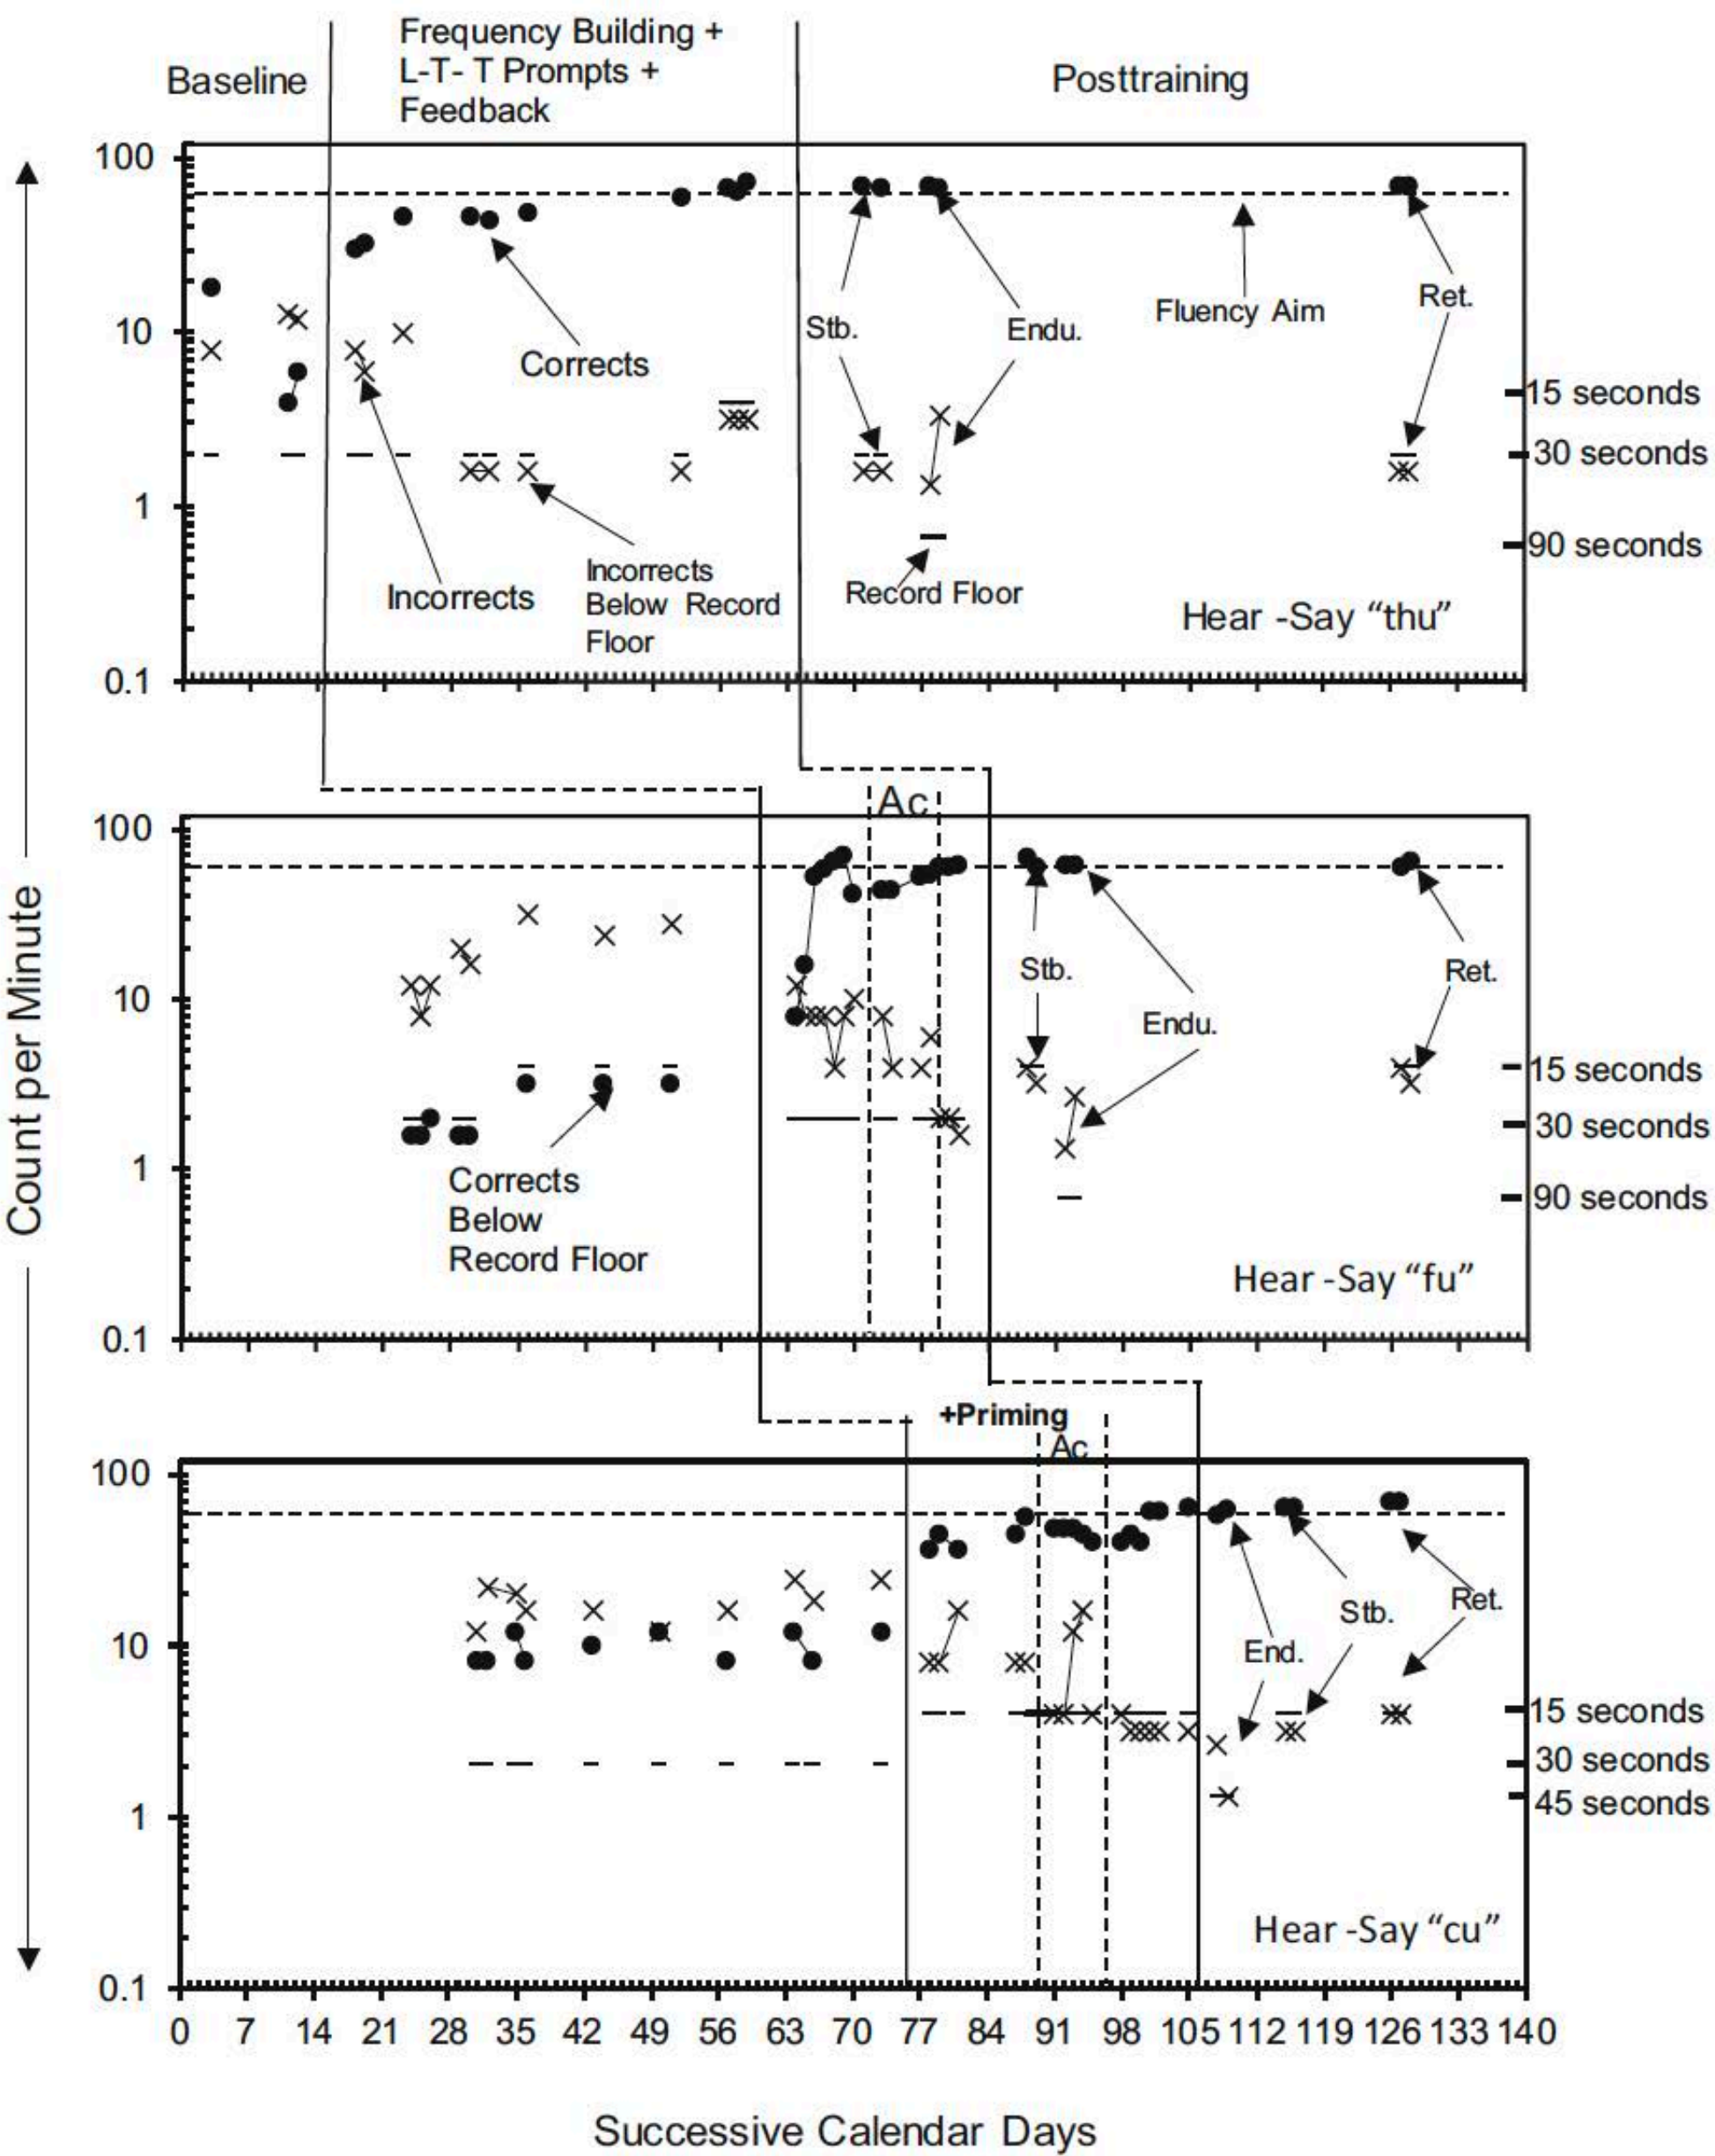 Baseline
Frequency Building +
L-T- T Prompts +
Feedback
Posttraining
Count per Minute
100
10
1
0.1
Corrects
Incorrects
Incorrects
Below Record
Floor
Stb.
Endu.
Record Floor
Fluency Aim
Ret.
15 seconds
30 seconds
90 seconds
Hear -Say “thu”
Ac
100
10
1
0.1
Corrects
Below
Record Floor
Stb.
Endu.
Ret.
15 seconds
30 seconds
90 seconds
Hear -Say “fu”
+Priming
Ac
100
10
1
0.1
End.
Stb.
Ret.
15 seconds
30 seconds
45 seconds
Hear -Say “cu”
0 7 14 21 28 35 42 49 56 63 70 77 84 91 98 105 112 119 126 133 140
Successive Calendar Days